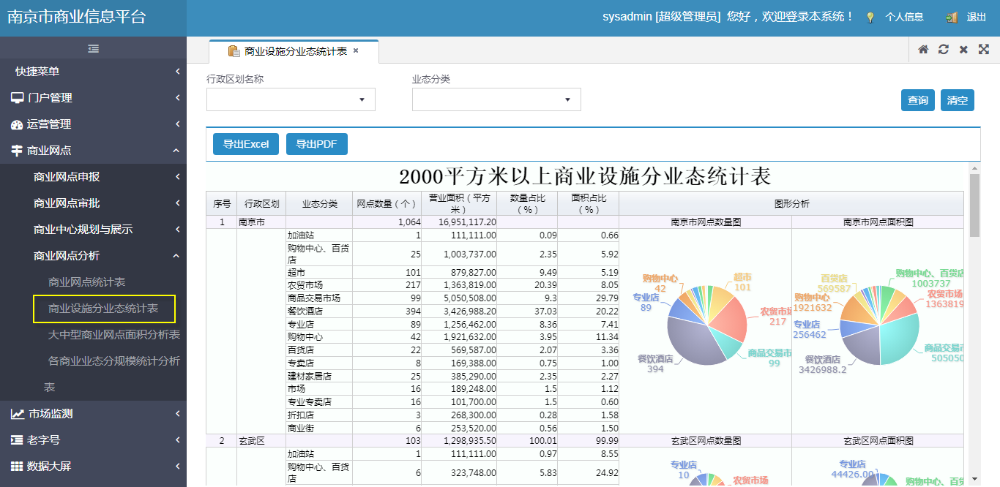 南京市商业信息平台
sysadmin [超级管理员] 您好，欢迎登录本系统！ 个人信息 退出
快捷菜单
门户管理
运营管理
商业网点
商业网点申报
商业网点审批
商业中心规划与展示
商业网点分析
商业网点统计表
商业设施分业态统计表
大中型商业网点面积分析表
各商业业态分规模统计分析
表
市场监测
老字号
数据大屏
商业设施分业态统计表
行政区划名称 业态分类
查询 清空
导出Excel 导出PDF
2000平方米以上商业设施分业态统计表
序号 行政区划 业态分类 网点数量（个） 营业面积（平方米） 数量占比（%） 面积占比（%） 图形分析
1 南京市 1,064 16,951,117.20 南京市网点数量图 南京市网点面积图
加油站 1 111,111.00 0.09 0.66
购物中心、百货店 25 1,003,737.00 2.35 5.92
超市 101 879,827.00 9.49 5.19
农贸市场 217 1,363,819.00 20.39 8.05
商品交易市场 99 5,050,508.00 9.3 29.79
餐饮酒店 394 3,426,988.20 37.03 20.22
专业店 89 1,256,462.00 8.36 7.41
购物中心 42 1,921,632.00 3.95 11.34
百货店 22 569,587.00 2.07 3.36
专卖店 8 169,388.00 0.75 1.00
建材家居店 25 385,290.00 2.35 2.27
市场 16 189,248.00 1.5 1.12
专业专卖店 16 101,700.00 1.5 0.60
折扣店 3 268,300.00 0.28 1.58
商业街 6 253,520.00 0.56 1.50
购物中心
42
超市
101
专业店
89
农贸市场
217
商品交易市
99
餐饮酒店
394
百货店
569587
购物中心、百货店
1003737
购物中心
1921632
农贸市场
1363819
专业店
256462
商品交易市
505050
餐饮酒店
3426988.2
2 玄武区 103 1,298,935.50 100.01 99.99 玄武区网点数量图 玄武区网点面积图
加油站 1 111,111.00 0.97 8.55
购物中心、百货店 6 323,748.00 5.83 24.92
专业店
10
农贸市场
专业店
44426.00
购物中心、百